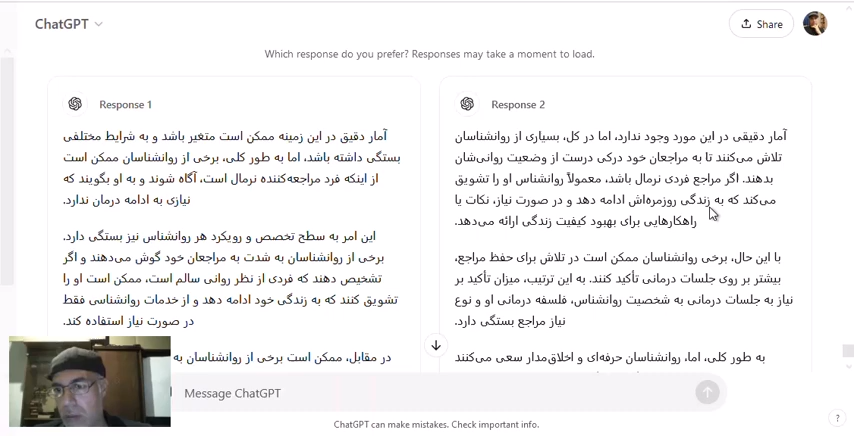 ChatGPT
Share
Which response do you prefer? Responses may take a moment to load.
Response 1
آمار دقیق در این زمینه ممکن است متغیر باشد و به شرایط مختلفی
بستگی داشته باشد، اما به طور کلی، برخی از روانشناسان ممکن است
از اینکه فرد مراجعه‌کننده نرمال است، آگاه شوند و به او بگویند که
نیازی به ادامه درمان ندارد.
این امر به سطح تخصص و رویکرد هر روانشناس نیز بستگی دارد.
برخی از روانشناسان به شدت به مراجعان خود گوش می‌دهند و اگر
تشخیص دهند که فردی از نظر روانی سالم است، ممکن است او را
تشویق کنند که به زندگی خود ادامه دهد و از خدمات روانشناسی فقط
در صورت نیاز استفاده کند.
در مقابل، ممکن است برخی از روانشناسان به
Response 2
آمار دقیقی در این مورد وجود ندارد، اما در کل، بسیاری از روانشناسان
تلاش می‌کنند تا به مراجعان خود درکی درست از وضعیت روانی‌شان
بدهند. اگر مراجع فردی نرمال باشد، معمولاً روانشناس او را تشویق
می‌کند که به زندگی روزمره‌اش ادامه دهد و در صورت نیاز، نکات یا
راهکارهایی برای بهبود کیفیت زندگی ارائه می‌دهد.
با این حال، برخی روانشناسان ممکن است در تلاش برای حفظ مراجع،
بیشتر بر روی جلسات درمانی تأکید کنند. به این ترتیب، میزان تأکید بر
نیاز به جلسات درمانی به شخصیت روانشناس، فلسفه درمانی او و نوع
نیاز مراجع بستگی دارد.
به طور کلی، اما، روانشناسان حرفه‌ای و اخلاق‌مدار سعی می‌کنند
Message ChatGPT
ChatGPT can make mistakes. Check important info.
?